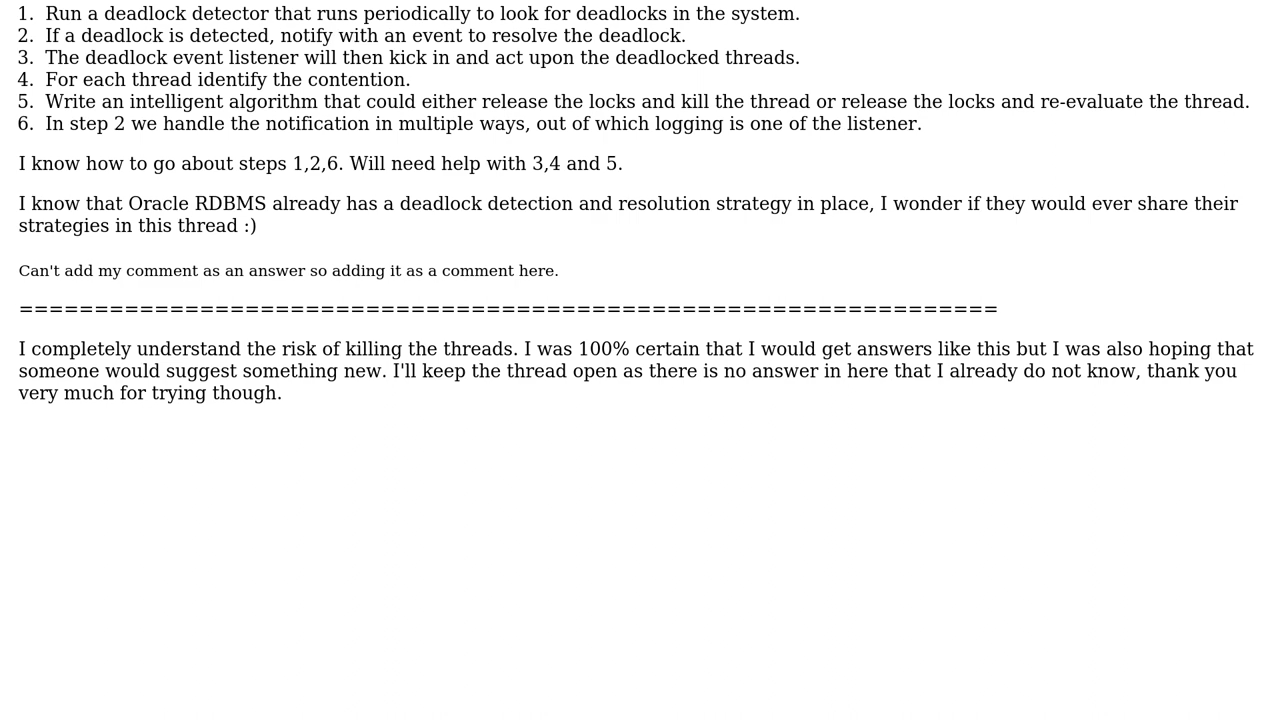 1. Run a deadlock detector that runs periodically to look for deadlocks in the system.
2. If a deadlock is detected, notify with an event to resolve the deadlock.
3. The deadlock event listener will then kick in and act upon the deadlocked threads.
4. For each thread identify the contention.
5. Write an intelligent algorithm that could either release the locks and kill the thread or release the locks and re-evaluate the thread.
6. In step 2 we handle the notification in multiple ways, out of which logging is one of the listener.
I know how to go about steps 1,2,6. Will need help with 3,4 and 5.
I know that Oracle RDBMS already has a deadlock detection and resolution strategy in place, I wonder if they would ever share their
strategies in this thread :)
Can't add my comment as an answer so adding it as a comment here.
=================================================================
I completely understand the risk of killing the threads. I was 100% certain that I would get answers like this but I was also hoping that
someone would suggest something new. I'll keep the thread open as there is no answer in here that I already do not know, thank you
very much for trying though.